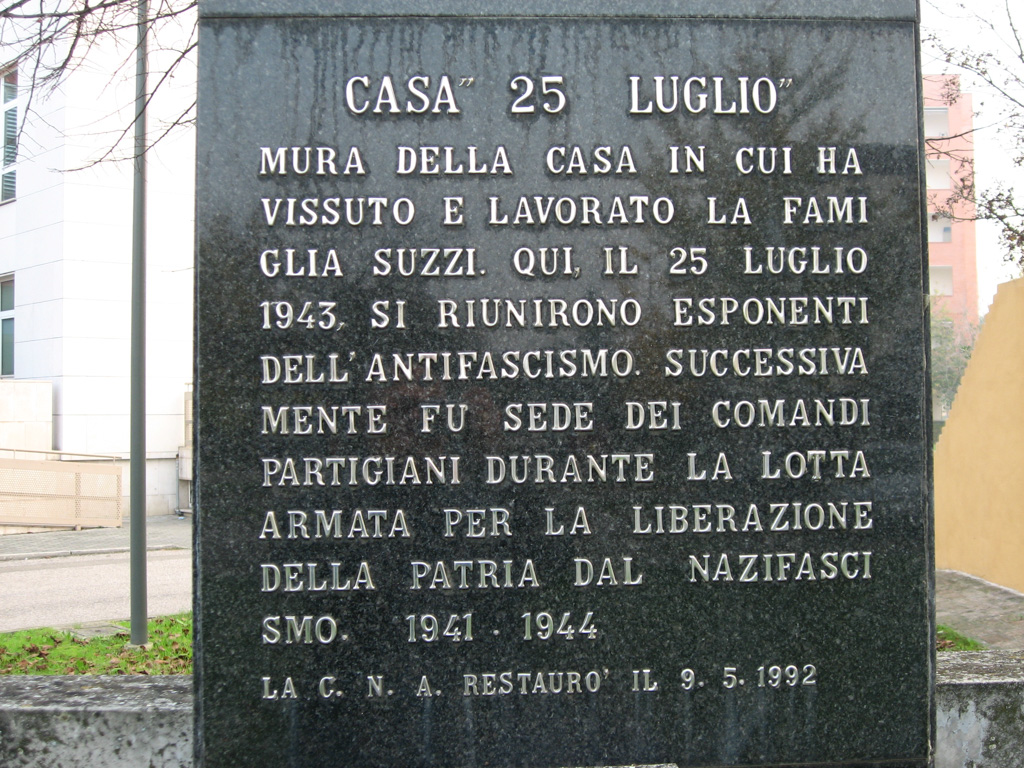 CASA " 25 LUGLIO"
MURA DELLA CASA IN CUI HA
VISSUTO E LAVORATO LA FAMI
GLIA SUZZI. QUI, IL 25 LUGLIO
1943, SI RIUNIRONO ESPONENTI
DELL'ANTIFASCISMO. SUCCESSIVA
MENTE FU SEDE DEI COMANDI
PARTIGIANI DURANTE LA LOTTA
ARMATA PER LA LIBERAZIONE
DELLA PATRIA DAL NAZIFASCI
SMO. 1941 . 1944
LA C. N. A. RESTAURO' IL 9. 5. 1992